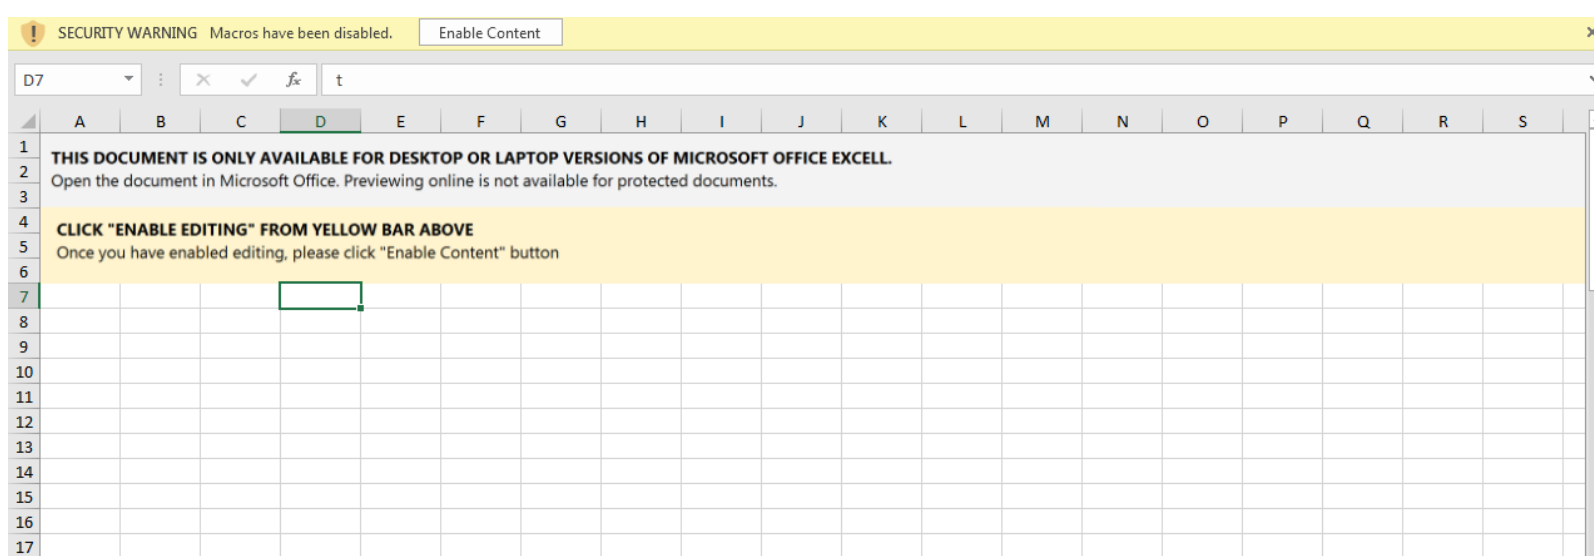 SECURITY WARNING Macros have been disabled. Enable Content
D7 fx t
A B C D E F G H I J K L M N O P Q R S
1
THIS DOCUMENT IS ONLY AVAILABLE FOR DESKTOP OR LAPTOP VERSIONS OF MICROSOFT OFFICE EXCELL.
2
Open the document in Microsoft Office. Previewing online is not available for protected documents.
3
4
CLICK "ENABLE EDITING" FROM YELLOW BAR ABOVE
5
Once you have enabled editing, please click "Enable Content" button
6
7
8
9
10
11
12
13
14
15
16
17